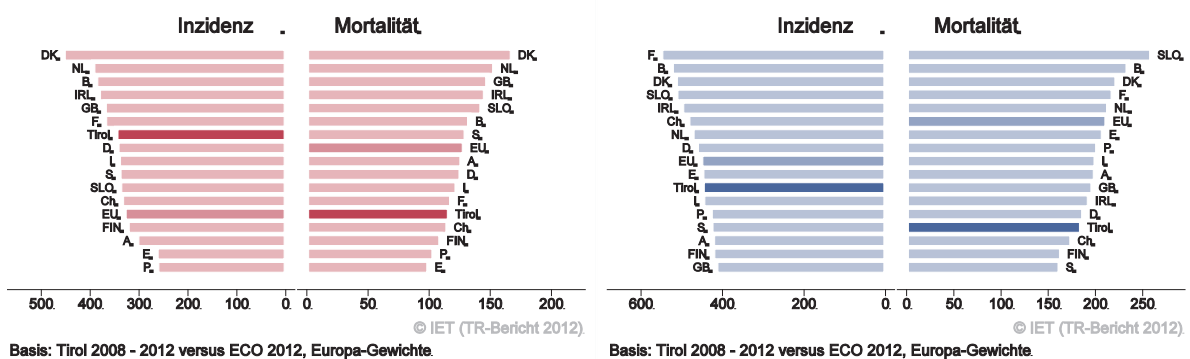 Inzidenz . Mortalität.
DK. DK.
NL. NL.
B. GB.
IRL. IRL.
GB. SLO.
F. B.
Tirol. S.
D. EU.
I. A.
S. D.
SLO. I.
Ch. F.
EU. Tirol.
FIN. Ch.
A. FIN.
E. P.
P. E.
500. 400. 300. 200. 100. 0. 0. 50. 100. 150. 200.
© IET (TR-Bericht 2012).
Basis: Tirol 2008 - 2012 versus ECO 2012, Europa-Gewichte.
Inzidenz . Mortalität.
F. SLO.
B. B.
DK. DK.
SLO. F.
IRL. NL.
Ch. EU.
NL. E.
D. P.
EU. I.
E. A.
Tirol. GB.
I. IRL.
P. D.
S. Tirol.
A. Ch.
FIN. FIN.
GB. S.
600. 400. 200. 0. 0. 50. 100. 150. 200. 250.
© IET (TR-Bericht 2012).
Basis: Tirol 2008 - 2012 versus ECO 2012, Europa-Gewichte.